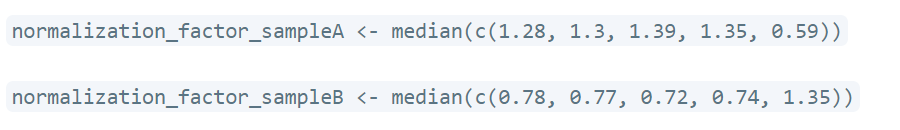 normalization_factor_sampleA <- median(c(1.28, 1.3, 1.39, 1.35, 0.59))
normalization_factor_sampleB <- median(c(0.78, 0.77, 0.72, 0.74, 1.35))